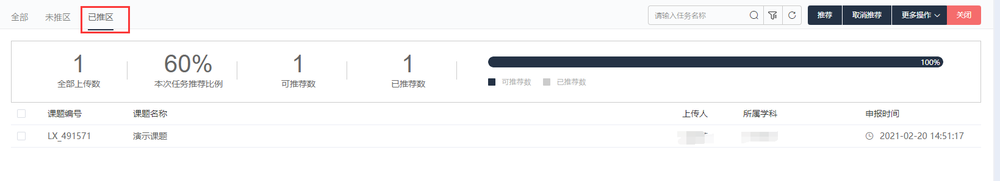 全部 未推区 已推区 请输入任务名称 推荐 取消推荐 更多操作 关闭
1 60% 1 1 100%
全部上传数 本次任务推荐比例 可推荐数 已推荐数 可推荐数 已推荐数
课题编号 课题名称 上传人 所属学科 申报时间
LX_491571 演示课题 2021-02-20 14:51:17